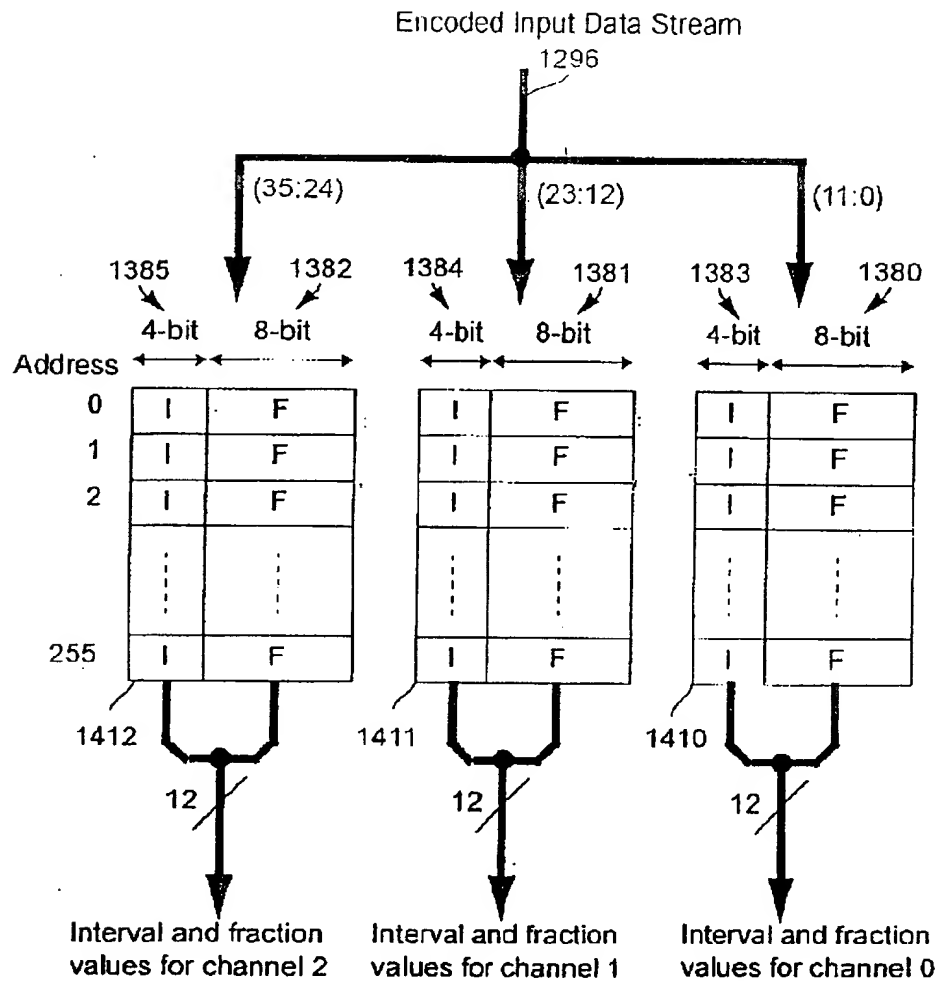 Encoded Input Data Stream
1296
(35:24) (23:12) (11:0)
1385 1382 1384 1381 1383 1380
4-bit 8-bit 4-bit 8-bit 4-bit 8-bit
Address
0 I F I F I F
1 I F I F I F
2 I F I F I F
255 I F I F I F
1412 1411 1410
12 12 12
Interval and fraction values for channel 2
Interval and fraction values for channel 1
Interval and fraction values for channel 0